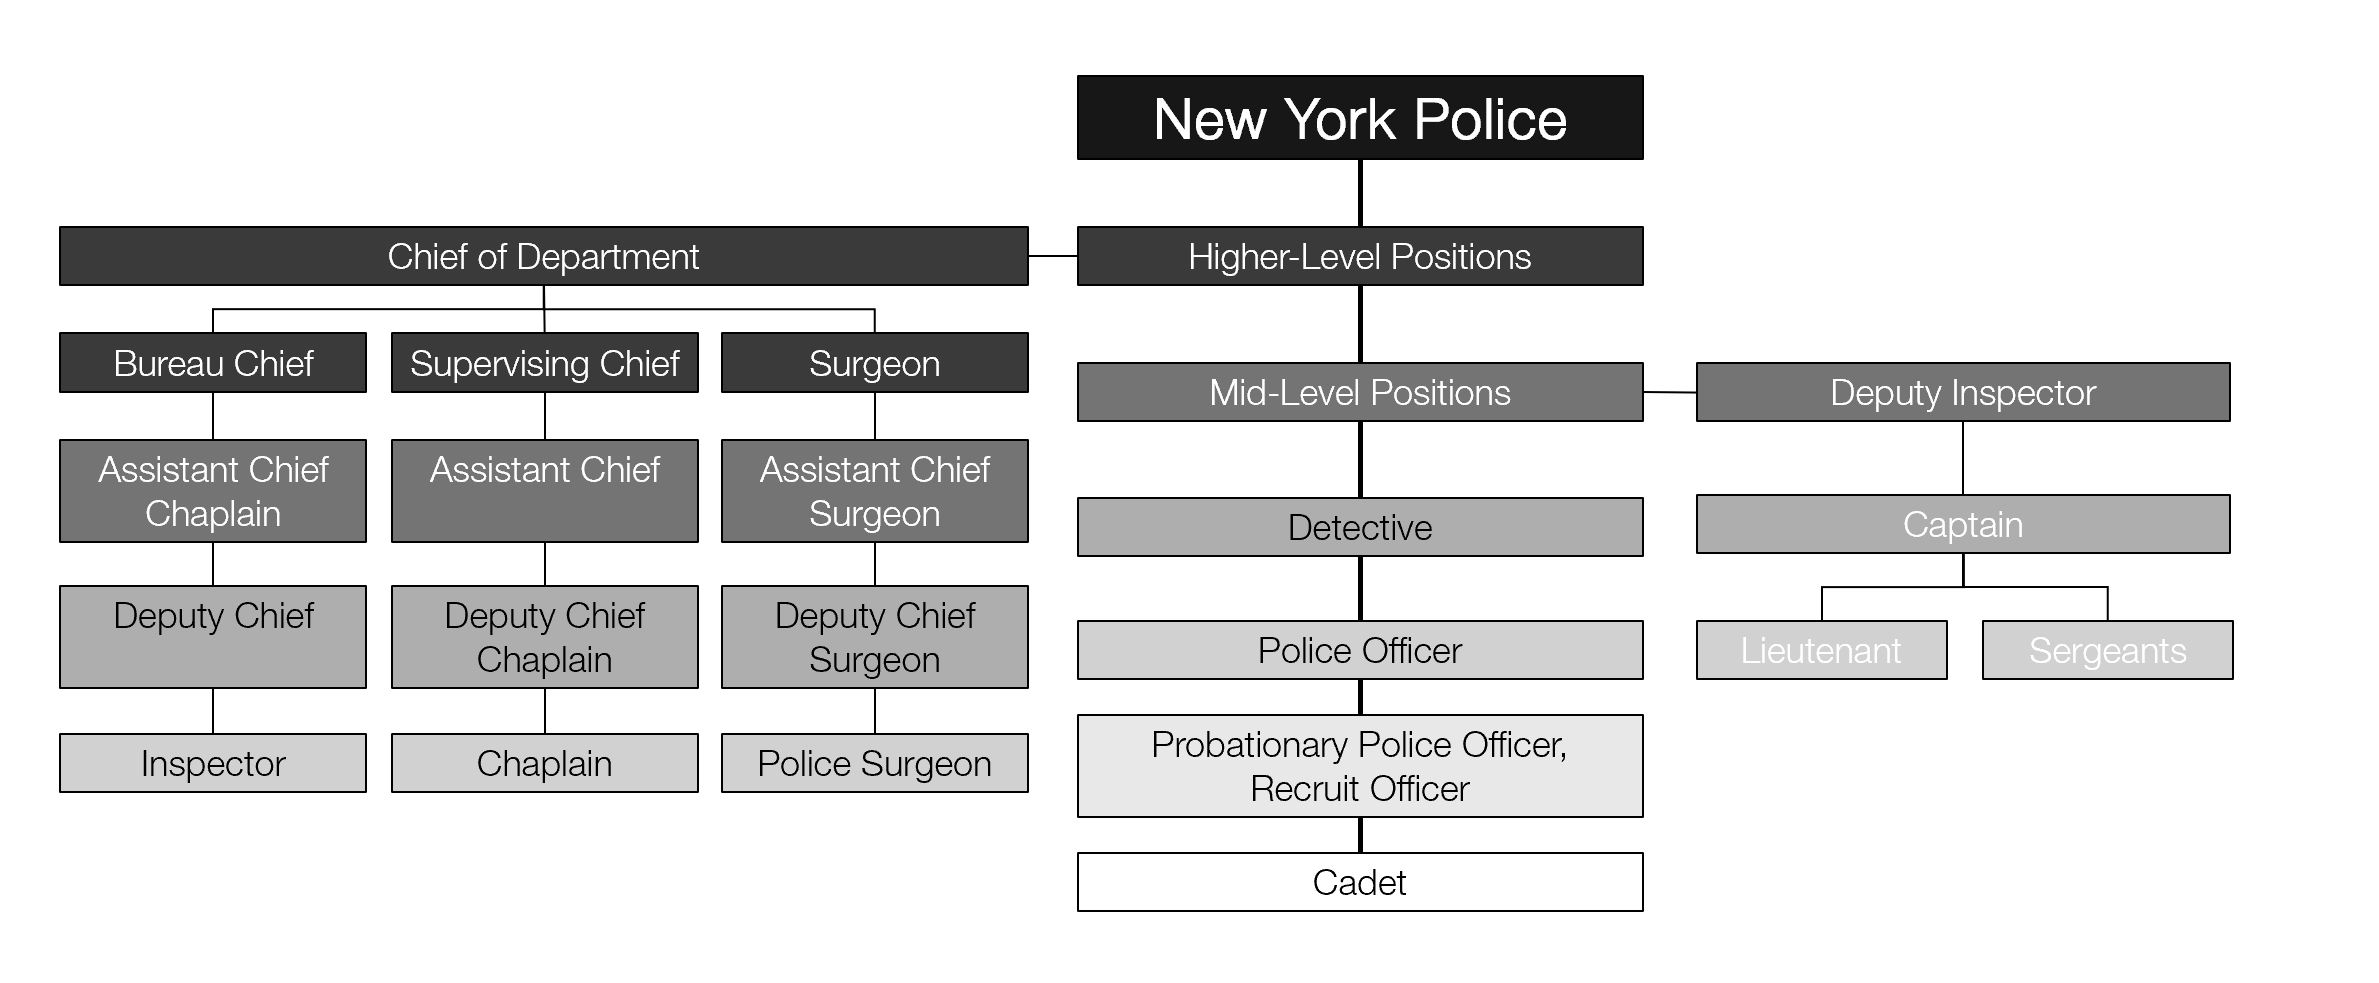 New York Police
Chief of Department
Higher-Level Positions
Bureau Chief
Supervising Chief
Surgeon
Mid-Level Positions
Deputy Inspector
Assistant Chief
Chaplain
Assistant Chief
Assistant Chief
Surgeon
Detective
Captain
Deputy Chief
Deputy Chief
Chaplain
Deputy Chief
Surgeon
Police Officer
Lieutenant
Sergeants
Inspector
Chaplain
Police Surgeon
Probationary Police Officer,
Recruit Officer
Cadet